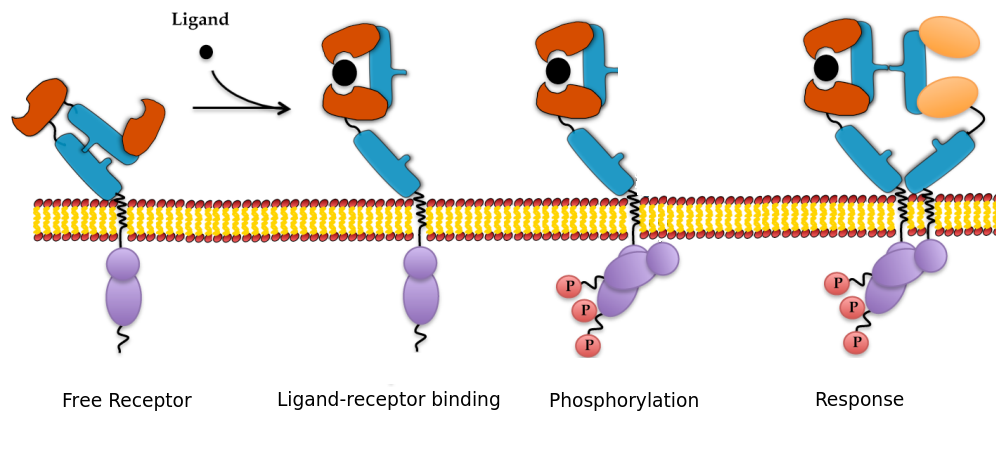 Ligand
P
P
P
P
P
P
Free Receptor
Ligand-receptor binding
Phosphorylation
Response